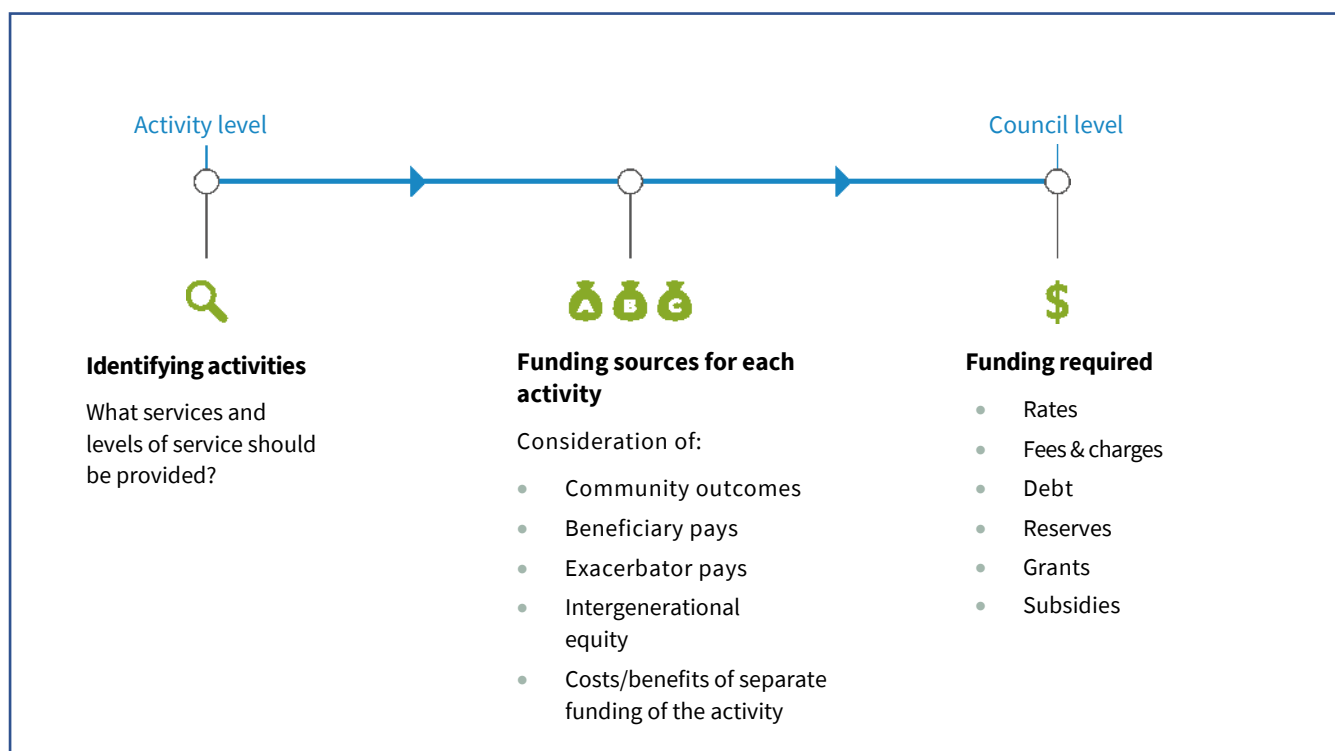 Activity level
Council level
A B C
$
Identifying activities
What services and
levels of service should
be provided?
Funding sources for each
activity
Consideration of:
• Community outcomes
• Beneficiary pays
• Exacerbator pays
• Intergenerational
equity
• Costs/benefits of separate
funding of the activity
Funding required
• Rates
• Fees & charges
• Debt
• Reserves
• Grants
• Subsidies